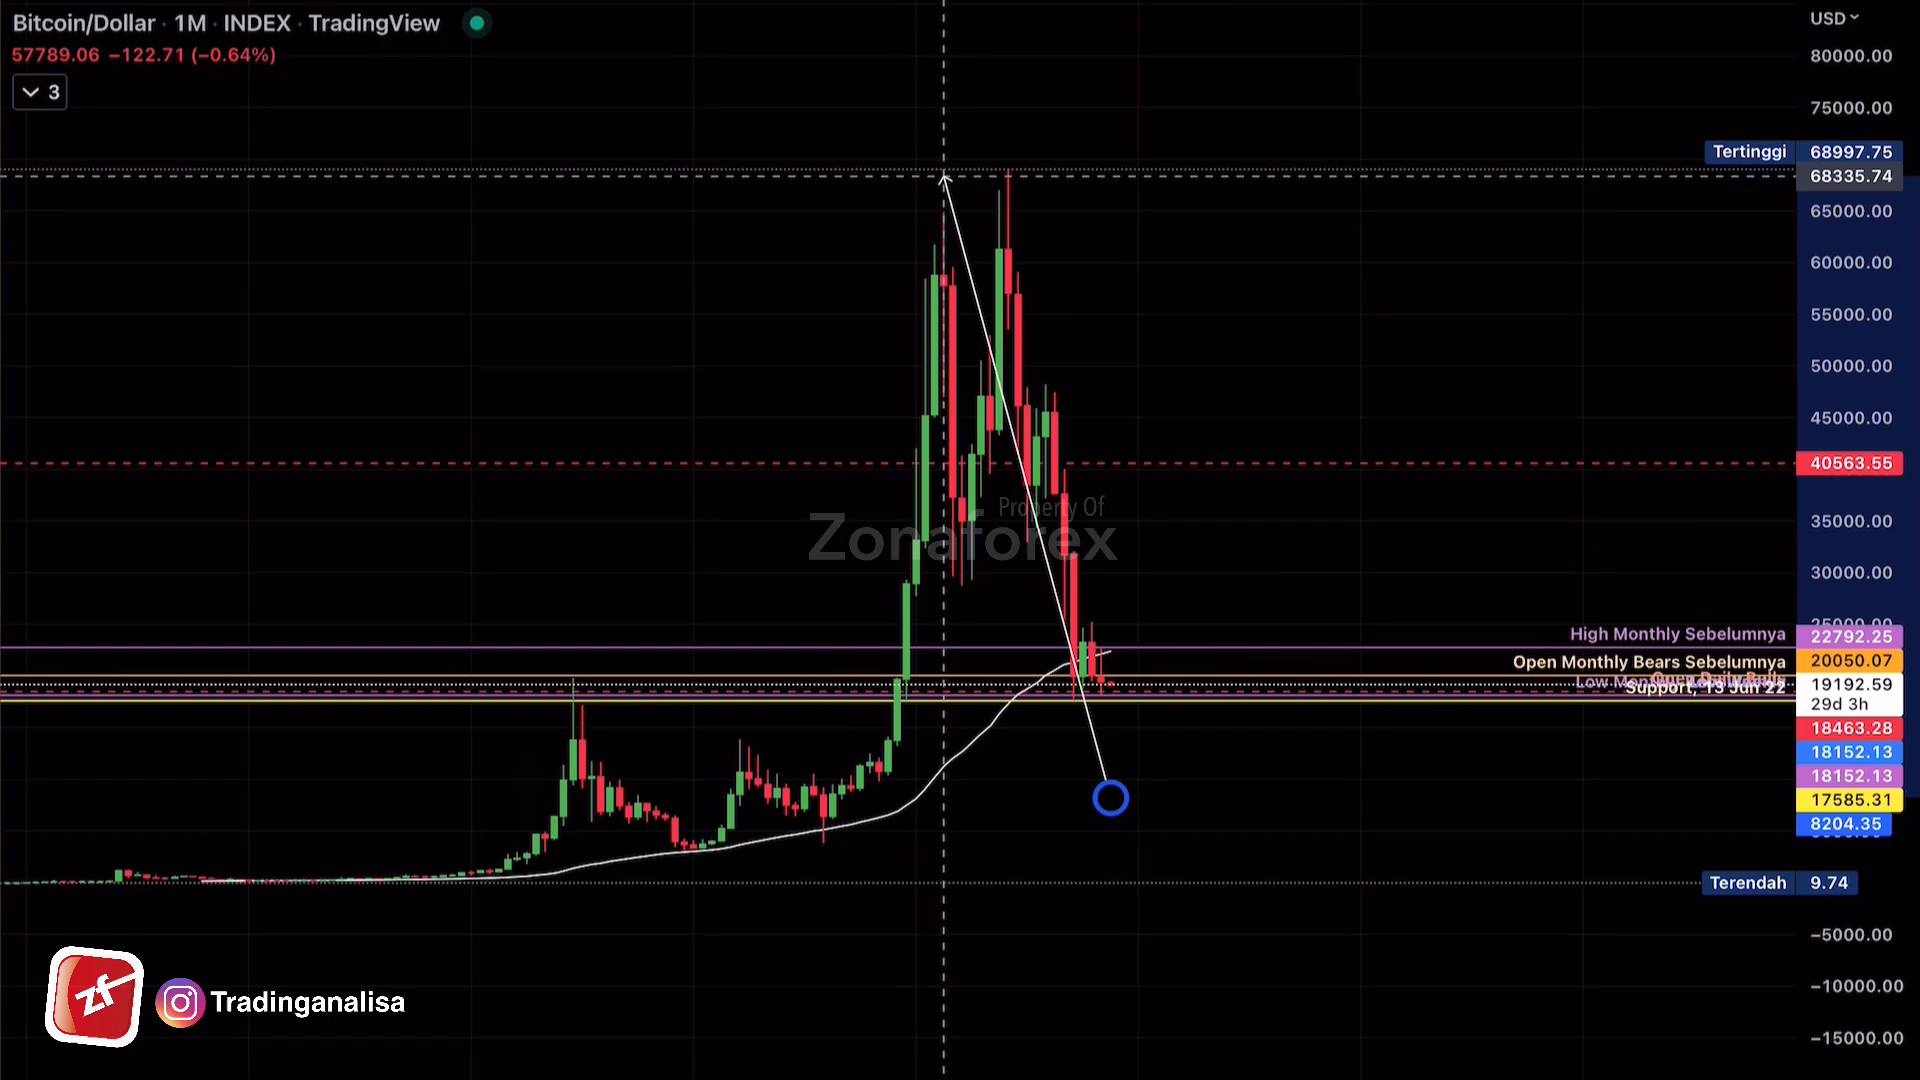 Bitcoin/Dollar · 1M · INDEX · TradingView
57789.06 −122.71 (−0.64%)
3
USD
80000.00
75000.00
Tertinggi 68997.75
68335.74
65000.00
60000.00
55000.00
50000.00
45000.00
40563.55
35000.00
30000.00
25000.00
High Monthly Sebelumnya 22792.25
Open Monthly Bears Sebelumnya 20050.07
Support, 13 Jun 22 19192.59
29d 3h
18463.28
18152.13
18152.13
17585.31
8204.35
Terendah 9.74
−5000.00
−10000.00
−15000.00
Property Of
Zonaforex
zf
Tradinganalisa